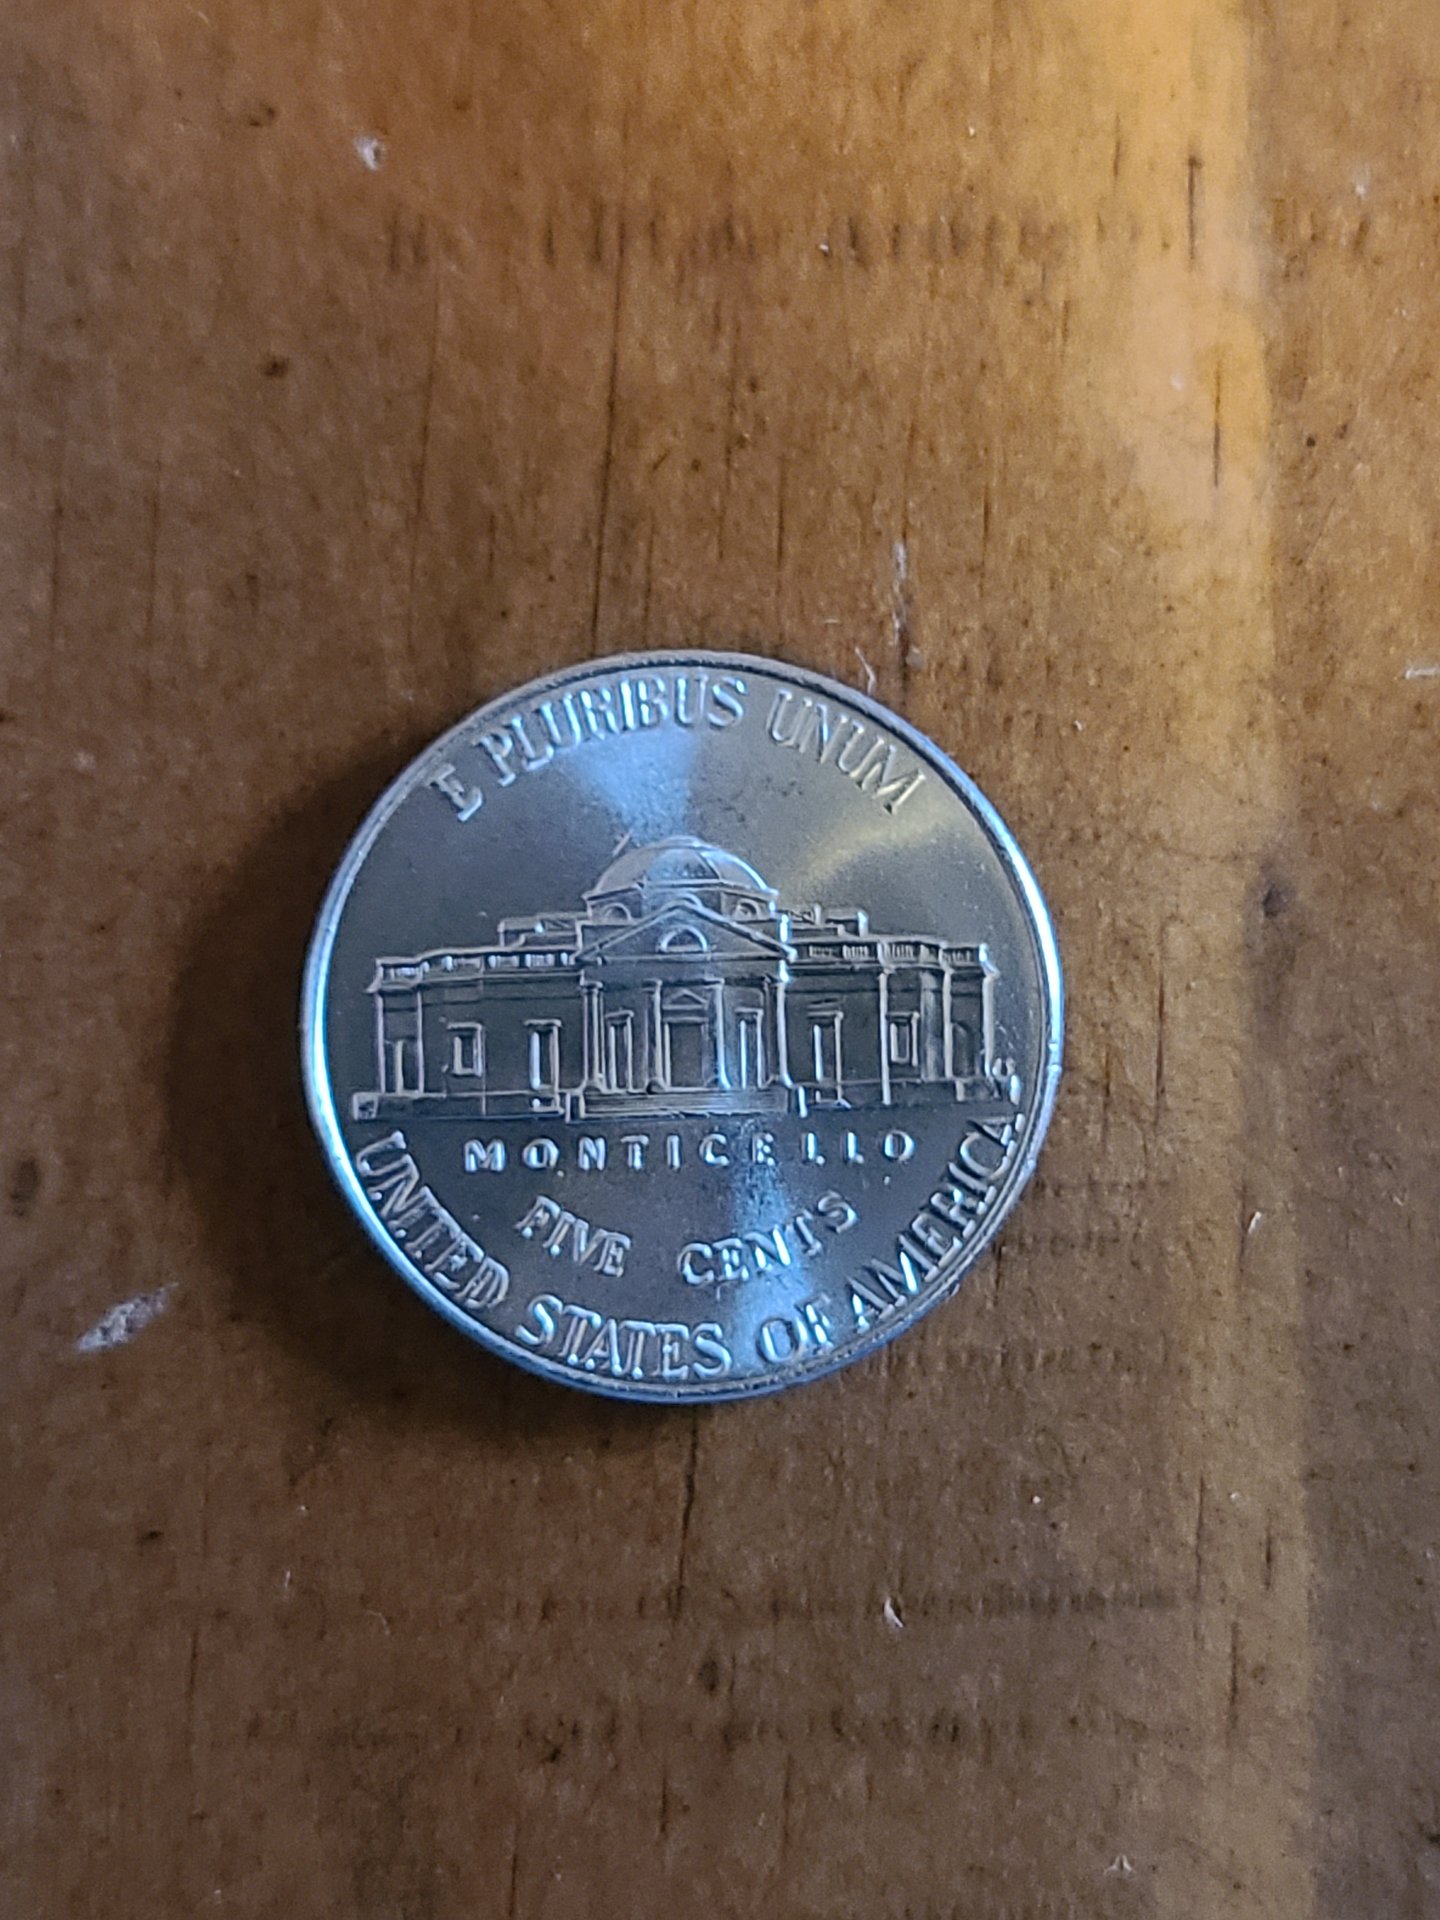 E PLURIBUS UNUM
MONTICELLO
FIVE CENTS
UNITED STATES OF AMERICA